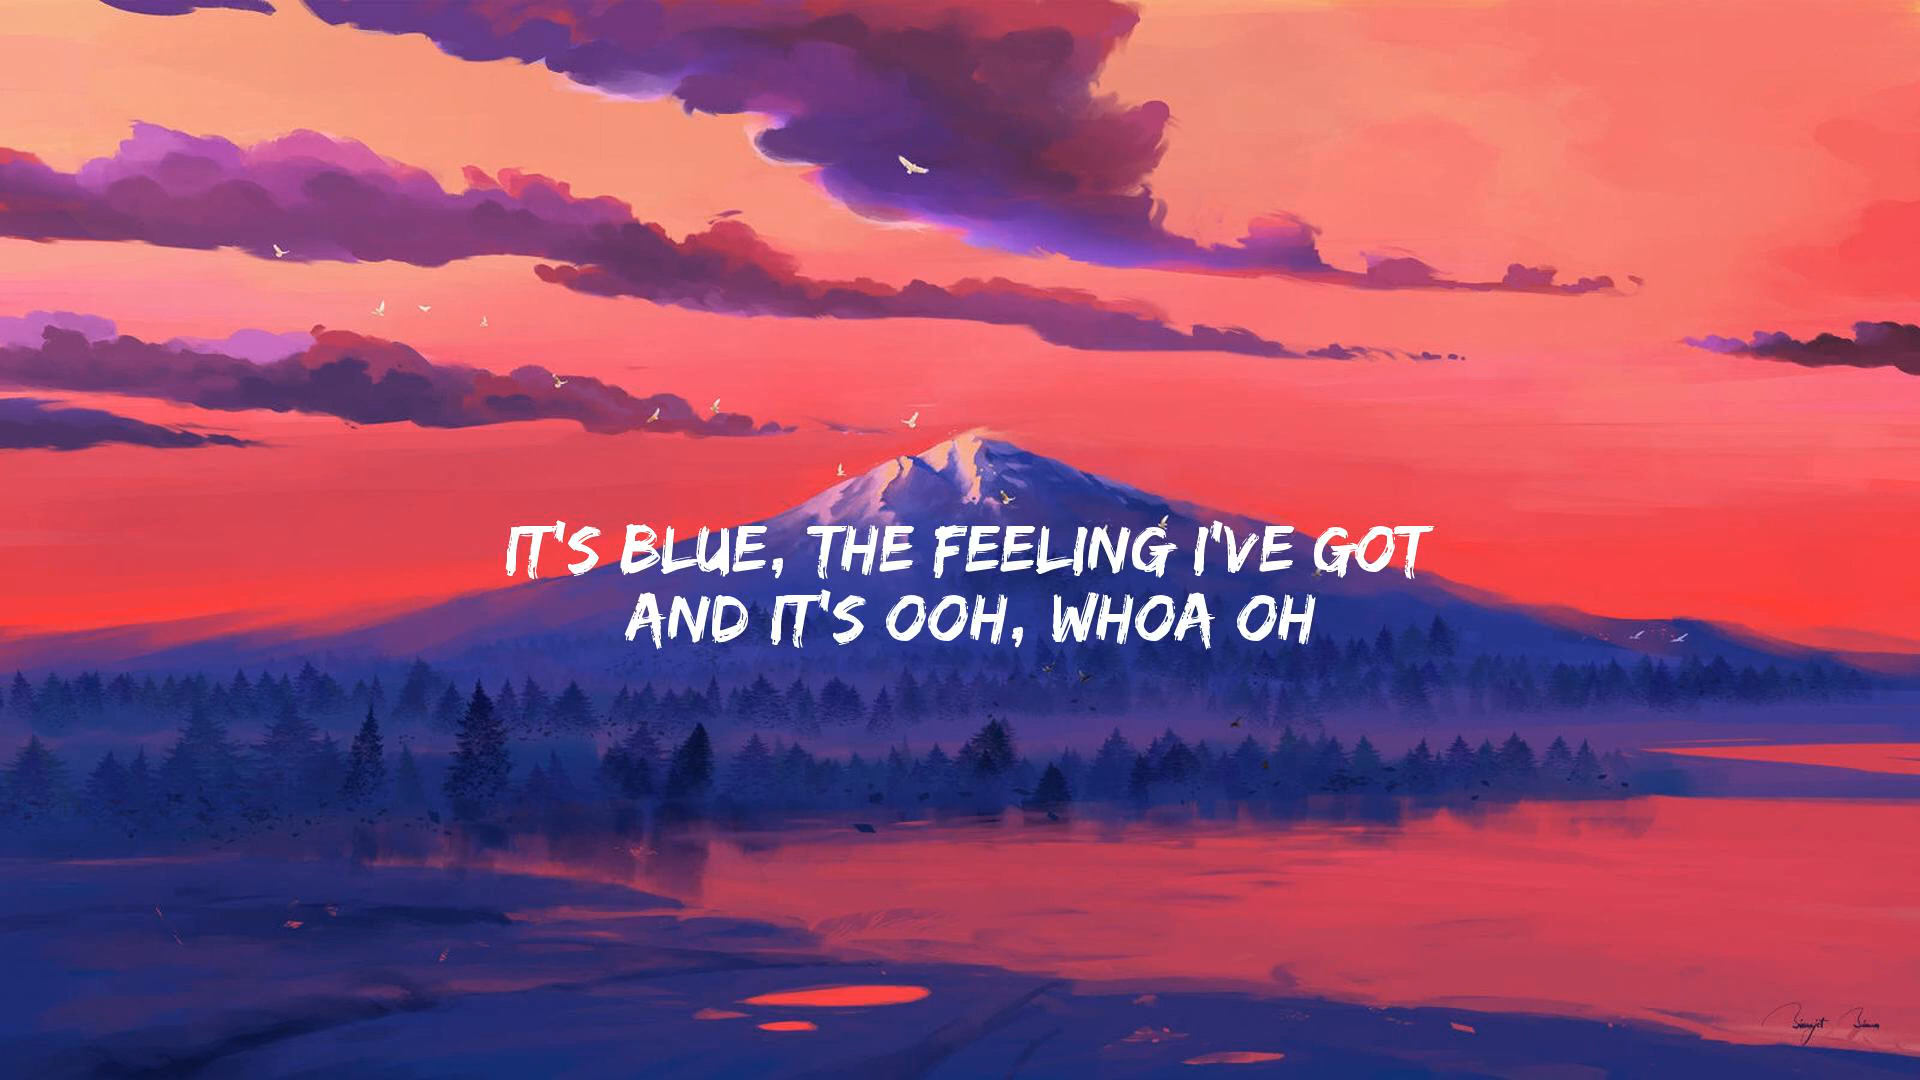 IT'S BLUE, THE FEELING I'VE GOT
AND IT'S OOH, WHOA OH